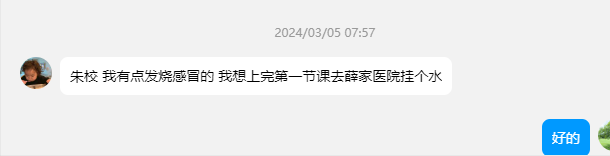 2024/03/05 07:57
朱校 我有点发烧感冒的 我想上完第一节课去薛家医院挂个水
好的